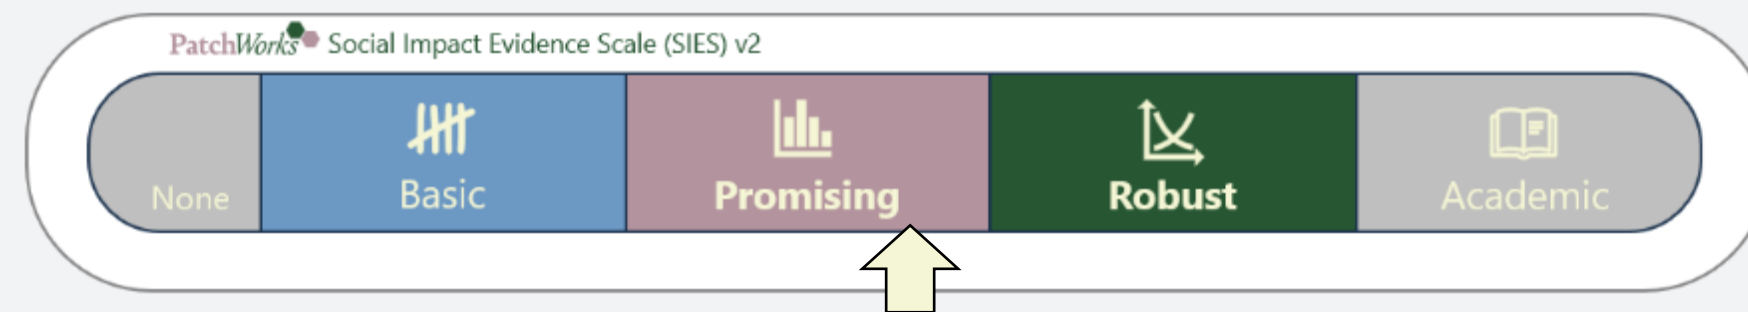 PatchWorks Social Impact Evidence Scale (SIES) v2
None
Basic
Promising
Robust
Academic